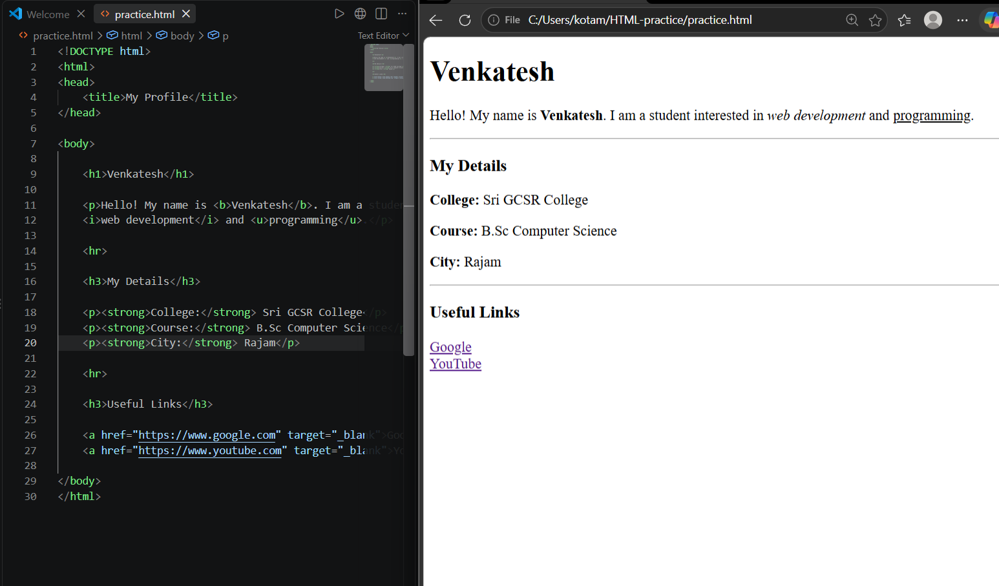 Welcome
practice.html
practice.html > html > body > p
Text Editor
1 <!DOCTYPE html>
2 <html>
3 <head>
4 <title>My Profile</title>
5 </head>
6
7 <body>
8
9 <h1>Venkatesh</h1>
10
11 <p>Hello! My name is <b>Venkatesh</b>. I am a studen
12 <i>web development</i> and <u>programming</u>.</p>
13
14 <hr>
15
16 <h3>My Details</h3>
17
18 <p><strong>College:</strong> Sri GCSR College</p>
19 <p><strong>Course:</strong> B.Sc Computer Science</p
20 <p><strong>City:</strong> Rajam</p>
21
22 <hr>
23
24 <h3>Useful Links</h3>
25
26 <a href="https://www.google.com" target="_blank">Goo
27 <a href="https://www.youtube.com" target="_blank">Yo
28
29 </body>
30 </html>
File C:/Users/kotam/HTML-practice/practice.html
Venkatesh
Hello! My name is Venkatesh. I am a student interested in web development and programming.
My Details
College: Sri GCSR College
Course: B.Sc Computer Science
City: Rajam
Useful Links
Google
YouTube